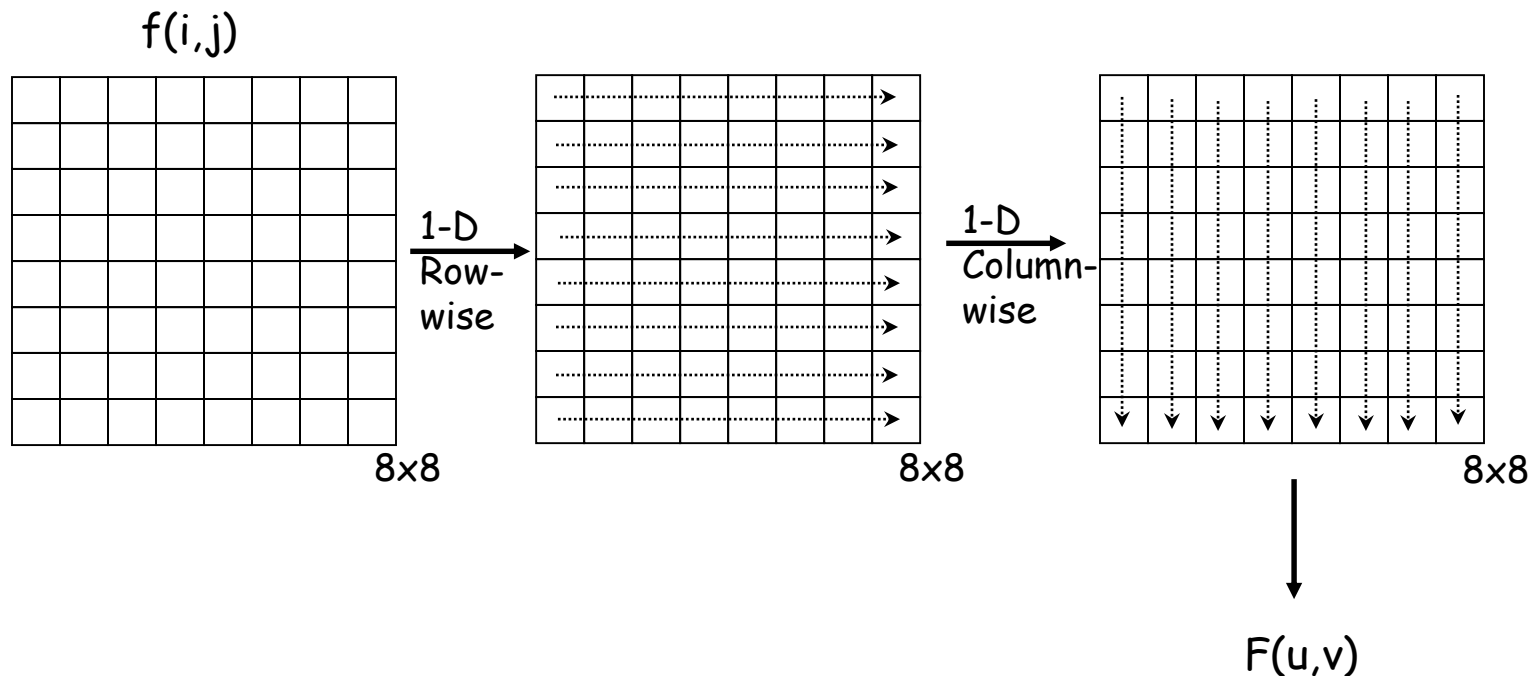 f(i,j)
8x8
1-D
Row-
wise
8x8
1-D
Column-
wise
8x8
F(u,v)